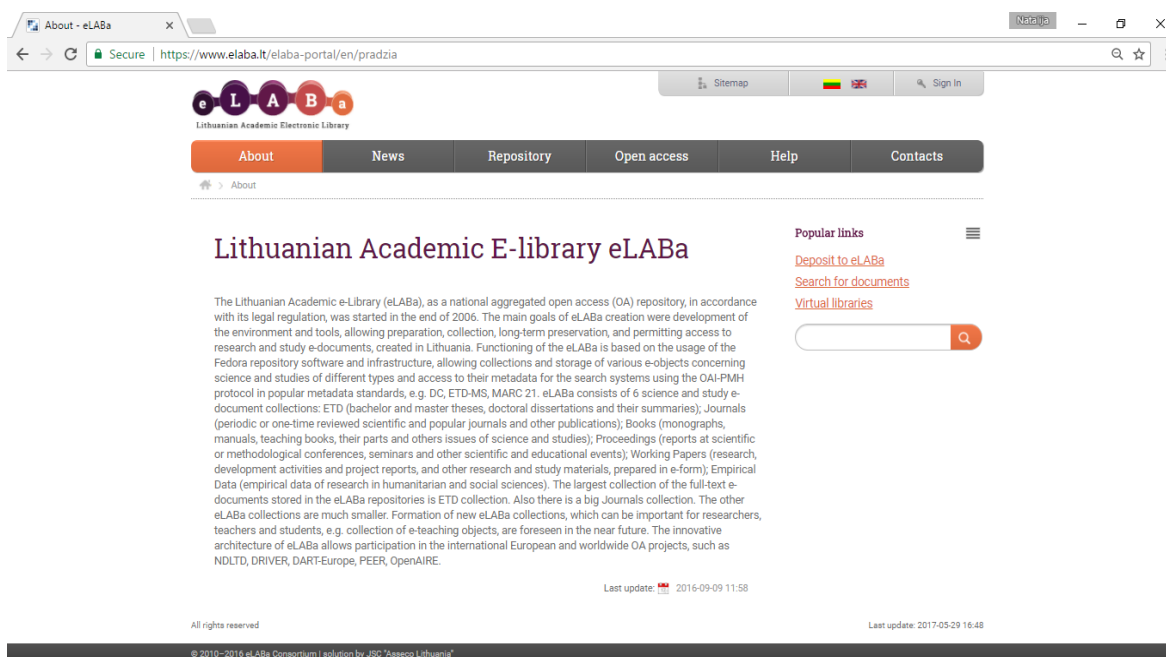 About - eLABa
Natalija
Secure | https://www.elaba.lt/elaba-portal/en/pradzia
e L A B a
Lithuanian Academic Electronic Library
Sitemap
Sign In
About News Repository Open access Help Contacts
> About
Lithuanian Academic E-library eLABa
The Lithuanian Academic e-Library (eLABa), as a national aggregated open access (OA) repository, in accordance
with its legal regulation, was started in the end of 2006. The main goals of eLABa creation were development of
the environment and tools, allowing preparation, collection, long-term preservation, and permitting access to
research and study e-documents, created in Lithuania. Functioning of the eLABa is based on the usage of the
Fedora repository software and infrastructure, allowing collections and storage of various e-objects concerning
science and studies of different types and access to their metadata for the search systems using the OAI-PMH
protocol in popular metadata standards, e.g. DC, ETD-MS, MARC 21. eLABa consists of 6 science and study e-
document collections: ETD (bachelor and master theses, doctoral dissertations and their summaries); Journals
(periodic or one-time reviewed scientific and popular journals and other publications); Books (monographs,
manuals, teaching books, their parts and others issues of science and studies); Proceedings (reports at scientific
or methodological conferences, seminars and other scientific and educational events); Working Papers (research,
development activities and project reports, and other research and study materials, prepared in e-form); Empirical
Data (empirical data of research in humanitarian and social sciences). The largest collection of the full-text e-
documents stored in the eLABa repositories is ETD collection. Also there is a big Journals collection. The other
eLABa collections are much smaller. Formation of new eLABa collections, which can be important for researchers,
teachers and students, e.g. collection of e-teaching objects, are foreseen in the near future. The innovative
architecture of eLABa allows participation in the international European and worldwide OA projects, such as
NDLTD, DRIVER, DART-Europe, PEER, OpenAIRE.
Last update: 2016-09-09 11:58
Popular links
Deposit to eLABa
Search for documents
Virtual libraries
All rights reserved
Last update: 2017-05-29 16:48
© 2010–2016 eLABa Consortium | solution by JSC "Asseco Lithuania"